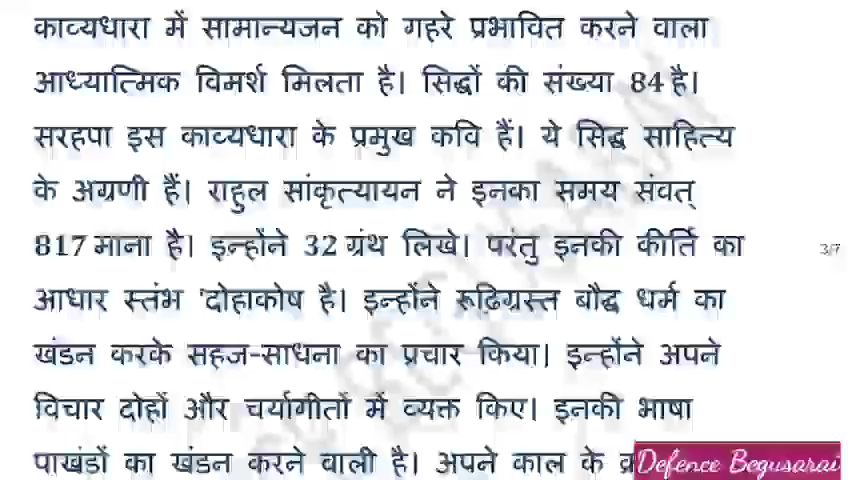 काव्यधारा में सामान्यजन को गहरे प्रभावित करने वाला
आध्यात्मिक विमर्श मिलता है। सिद्धों की संख्या 84 है।
सरहपा इस काव्यधारा के प्रमुख कवि हैं। ये सिद्ध साहित्य
के अग्रणी हैं। राहुल सांकृत्यायन ने इनका समय संवत्
817 माना है। इन्होंने 32 ग्रंथ लिखे। परंतु इनकी कीर्ति का
3/7
आधार स्तंभ 'दोहाकोष है। इन्होंने रूढ़िग्रस्त बौद्ध धर्म का
खंडन करके सहज-साधना का प्रचार किया। इन्होंने अपने
विचार दोहों और चर्यागीतों में व्यक्त किए। इनकी भाषा
पाखंडों का खंडन करने वाली है। अपने काल के
Defence Begusarai